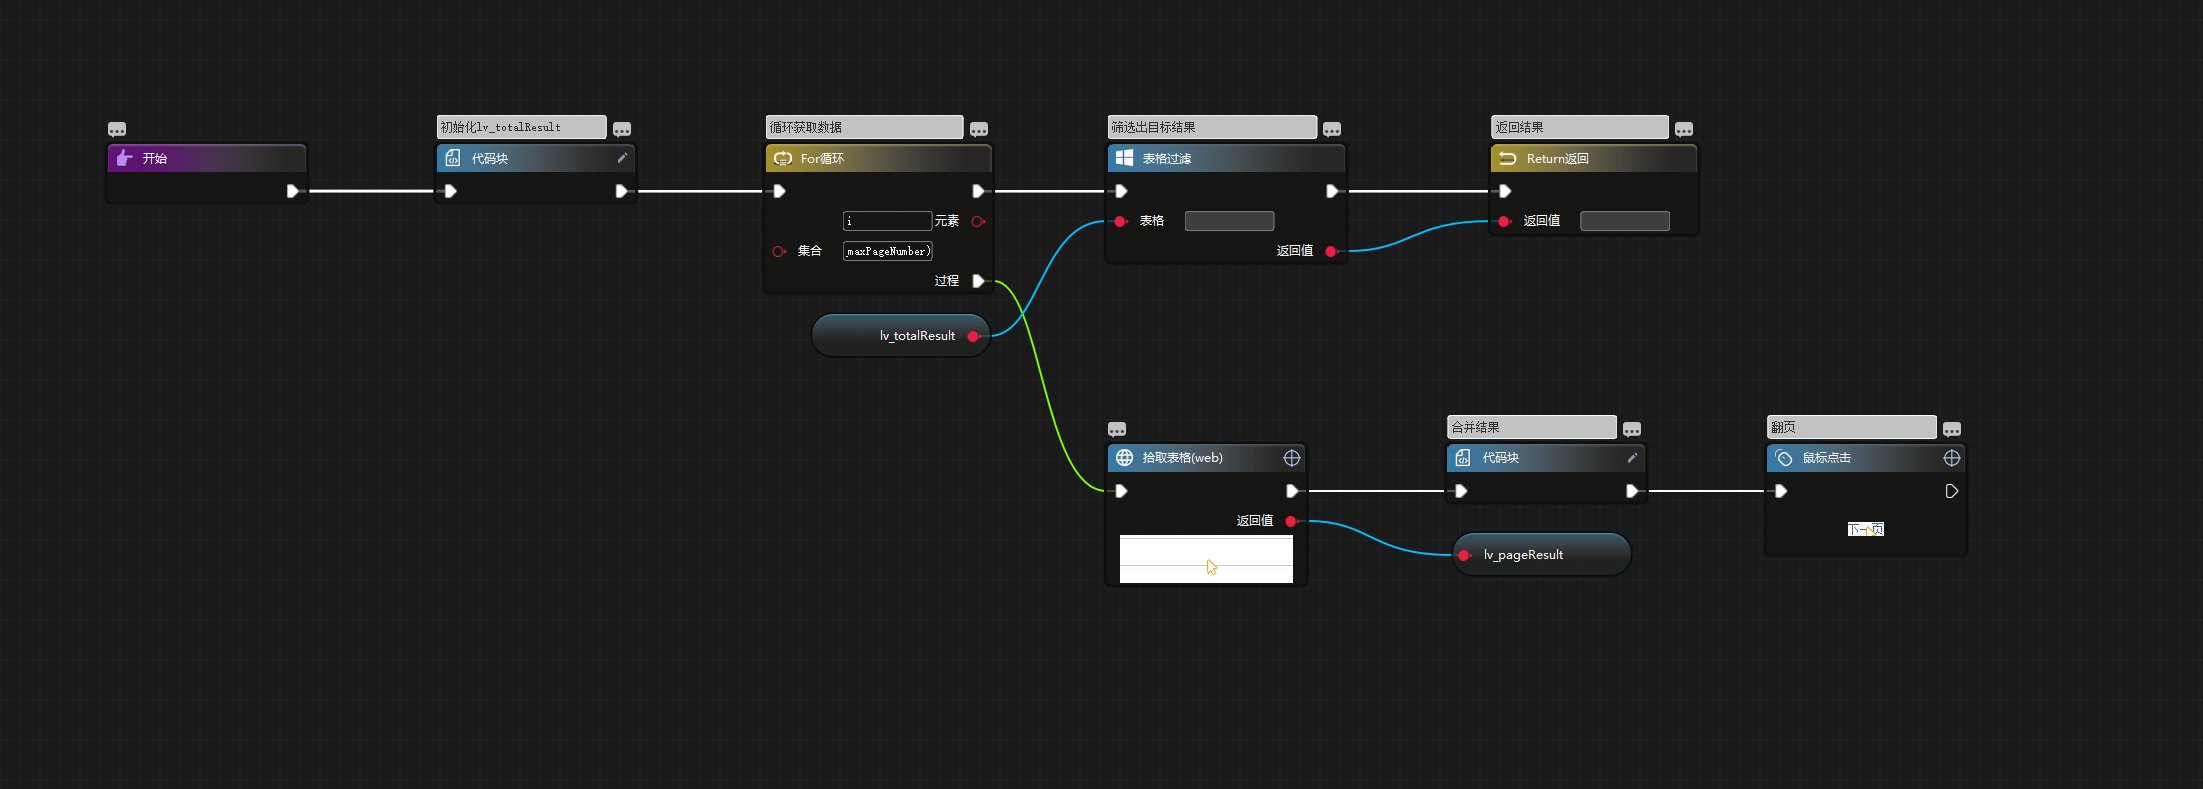 开始
初始化lv_totalResult
代码块
循环获取数据
For循环
i
元素
集合
maxPageNumber)
过程
lv_totalResult
筛选出目标结果
表格过滤
表格
返回值
返回结果
Return返回
返回值
拾取表格(web)
返回值
合并结果
代码块
lv_pageResult
翻页
鼠标点击
下一页